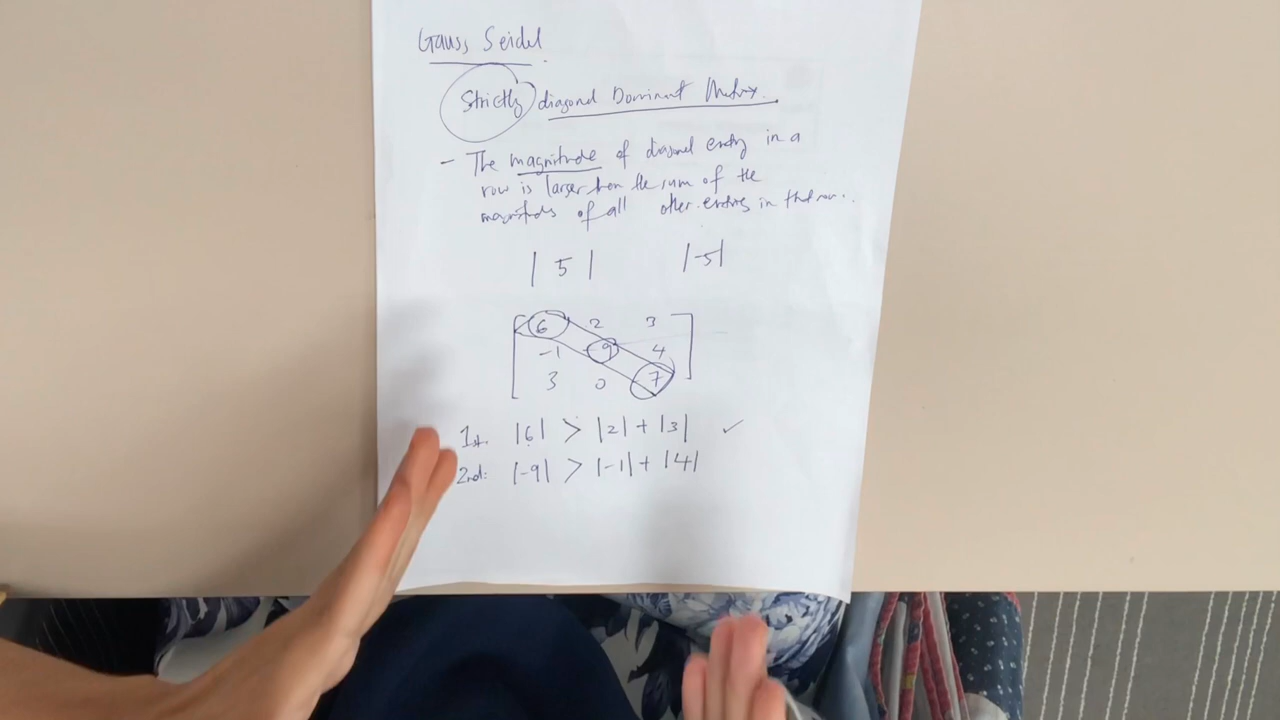 Gauss Seidel
Strictly diagonal Dominant Matrix.
- The magnitude of diagonal entry in a
row is larger than the sum of the
magnitudes of all other entries in that row.
|5| |-5|
6 2 3
-1 -9 4
3 0 7
1st. |6| > |2| + |3| ✓
2nd: |-9| > |-1| + |4|